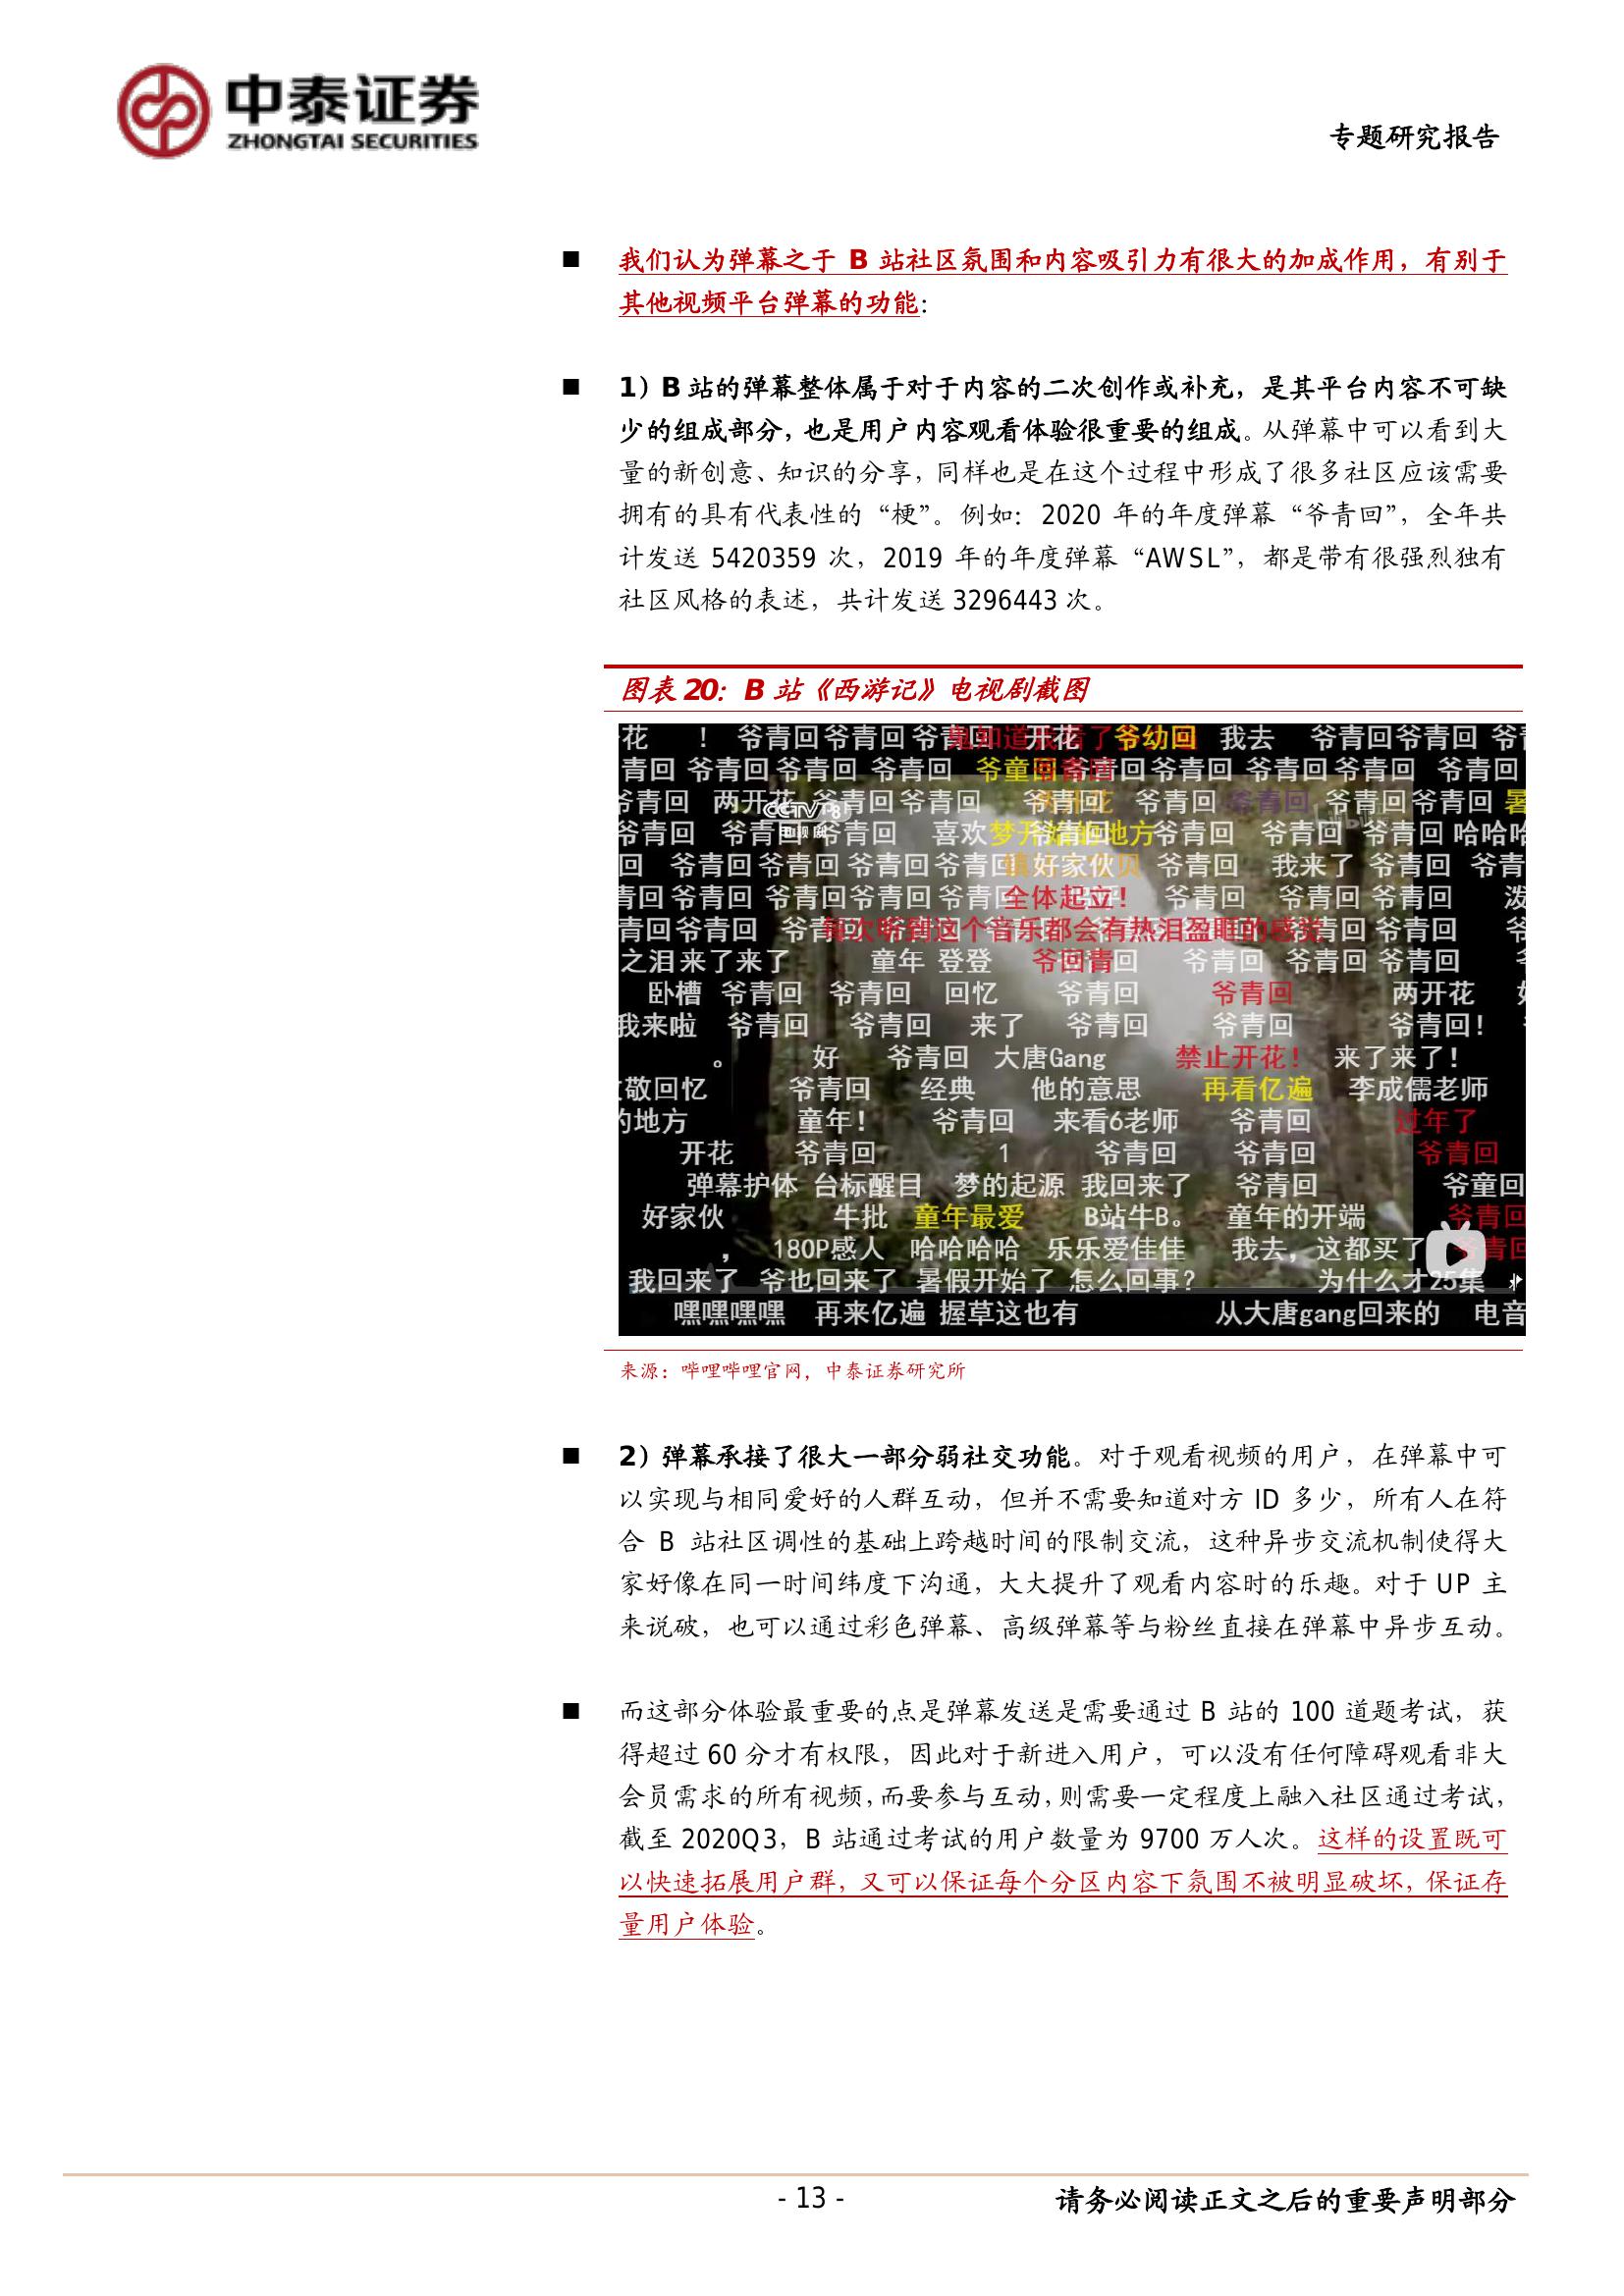 中泰证券
ZHONGTAI SECURITIES
专题研究报告
■ 我们认为弹幕之于 B 站社区氛围和内容吸引力有很大的加成作用，有别于
其他视频平台弹幕的功能：
■ 1）B 站的弹幕整体属于对于内容的二次创作或补充，是其平台内容不可缺
少的组成部分，也是用户内容观看体验很重要的组成。从弹幕中可以看到大
量的新创意、知识的分享，同样也是在这个过程中形成了很多社区应该需要
拥有的具有代表性的“梗”。例如：2020 年的年度弹幕“爷青回”，全年共
计发送 5420359 次，2019 年的年度弹幕“AWSL”，都是带有很强烈独有
社区风格的表述，共计发送 3296443 次。
图表 20：B 站《西游记》电视剧截图
花 ！ 爷青回 爷青回 开花 爷幼回 我去 爷青回 爷青回
青回 爷青回 爷青回 爷青回 爷童回 爷青回 爷青回 爷青回 爷青回
爷青回 两开花 爷青回 爷青回 爷青回 爷青回 爷青回 爷青回
爷青回 爷青回 爷青回 喜欢 梦开始的地方 爷青回 爷青回 爷青回 哈哈哈
回 爷青回 爷青回 爷青回 爷青回 好家伙 爷青回 我来了 爷青回 爷青
青回 爷青回 爷青回 爷青回 爷青回 全体起立！ 爷青回 爷青回 爷青回
青回 爷青回 每次听到这个音乐都会有热泪盈眶的感觉 青回 爷青回
之泪 来了来了 童年 登登 爷回青 爷青回 爷青回 爷青回
卧槽 爷青回 爷青回 回忆 爷青回 爷青回 两开花
我来啦 爷青回 爷青回 来了 爷青回 爷青回 爷青回！
。 好 爷青回 大唐Gang 禁止开花！ 来了来了！
敬回忆 爷青回 经典 他的意思 再看亿遍 李成儒老师
的地方 童年！ 爷青回 来看6老师 爷青回 过年了
开花 爷青回 1 爷青回 爷青回 爷青回
弹幕护体 台标醒目 梦的起源 我回来了 爷青回 爷童回
好家伙 牛批 童年最爱 B站牛B。 童年的开端 爷青回
， 180P感人 哈哈哈哈 乐乐爱佳佳 我去，这都买了 爷青回
我回来了 爷也回来了 暑假开始了 怎么回事？ 为什么才25集
嘿嘿嘿嘿 再来亿遍 握草这也有 从大唐gang回来的 电音
来源：哔哩哔哩官网，中泰证券研究所
■ 2）弹幕承接了很大一部分弱社交功能。对于观看视频的用户，在弹幕中可
以实现与相同爱好的人群互动，但并不需要知道对方 ID 多少，所有人在符
合 B 站社区调性的基础上跨越时间的限制交流，这种异步交流机制使得大
家好像在同一时间纬度下沟通，大大提升了观看内容时的乐趣。对于 UP 主
来说破，也可以通过彩色弹幕、高级弹幕等与粉丝直接在弹幕中异步互动。
■ 而这部分体验最重要的点是弹幕发送是需要通过 B 站的 100 道题考试，获
得超过 60 分才有权限，因此对于新进入用户，可以没有任何障碍观看非大
会员需求的所有视频，而要参与互动，则需要一定程度上融入社区通过考试，
截至 2020Q3，B 站通过考试的用户数量为 9700 万人次。这样的设置既可
以快速拓展用户群，又可以保证每个分区内容下氛围不被明显破坏，保证存
量用户体验。
- 13 -
请务必阅读正文之后的重要声明部分